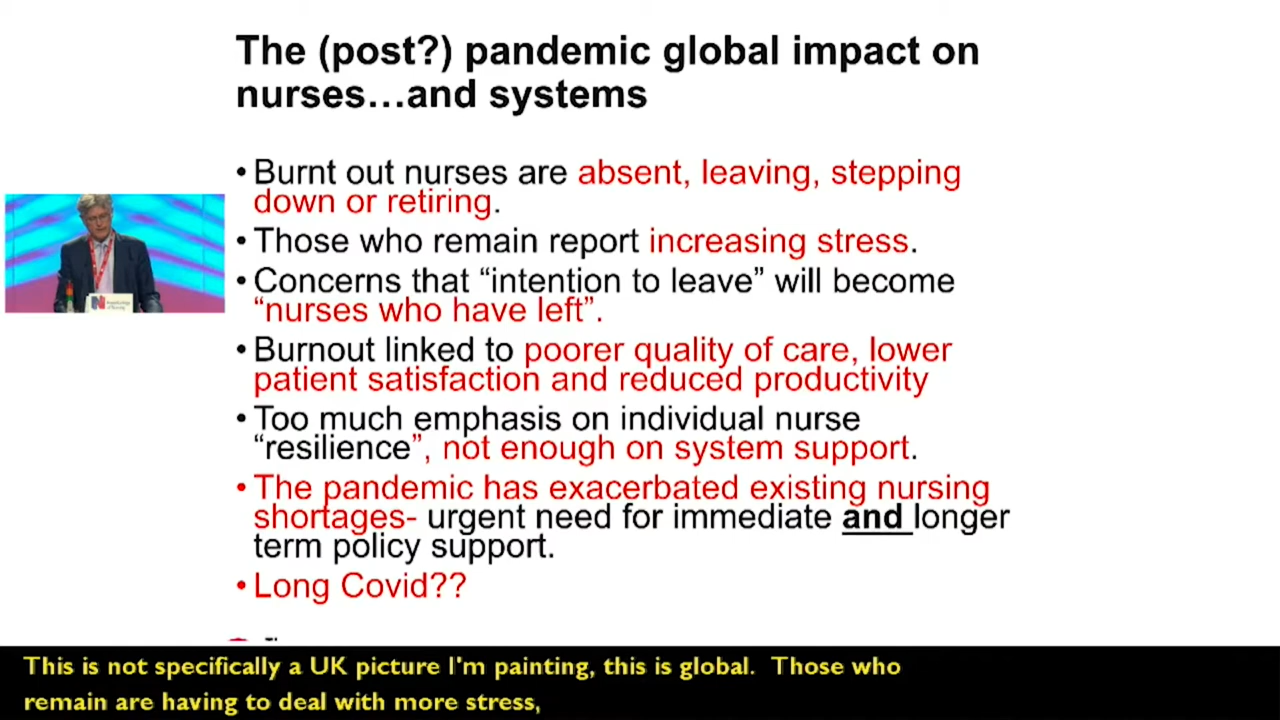 The (post?) pandemic global impact on
nurses…and systems
• Burnt out nurses are absent, leaving, stepping
down or retiring.
• Those who remain report increasing stress.
• Concerns that “intention to leave” will become
“nurses who have left”.
• Burnout linked to poorer quality of care, lower
patient satisfaction and reduced productivity
• Too much emphasis on individual nurse
“resilience”, not enough on system support.
• The pandemic has exacerbated existing nursing
shortages- urgent need for immediate and longer
term policy support.
• Long Covid??
This is not specifically a UK picture I'm painting, this is global. Those who
remain are having to deal with more stress,